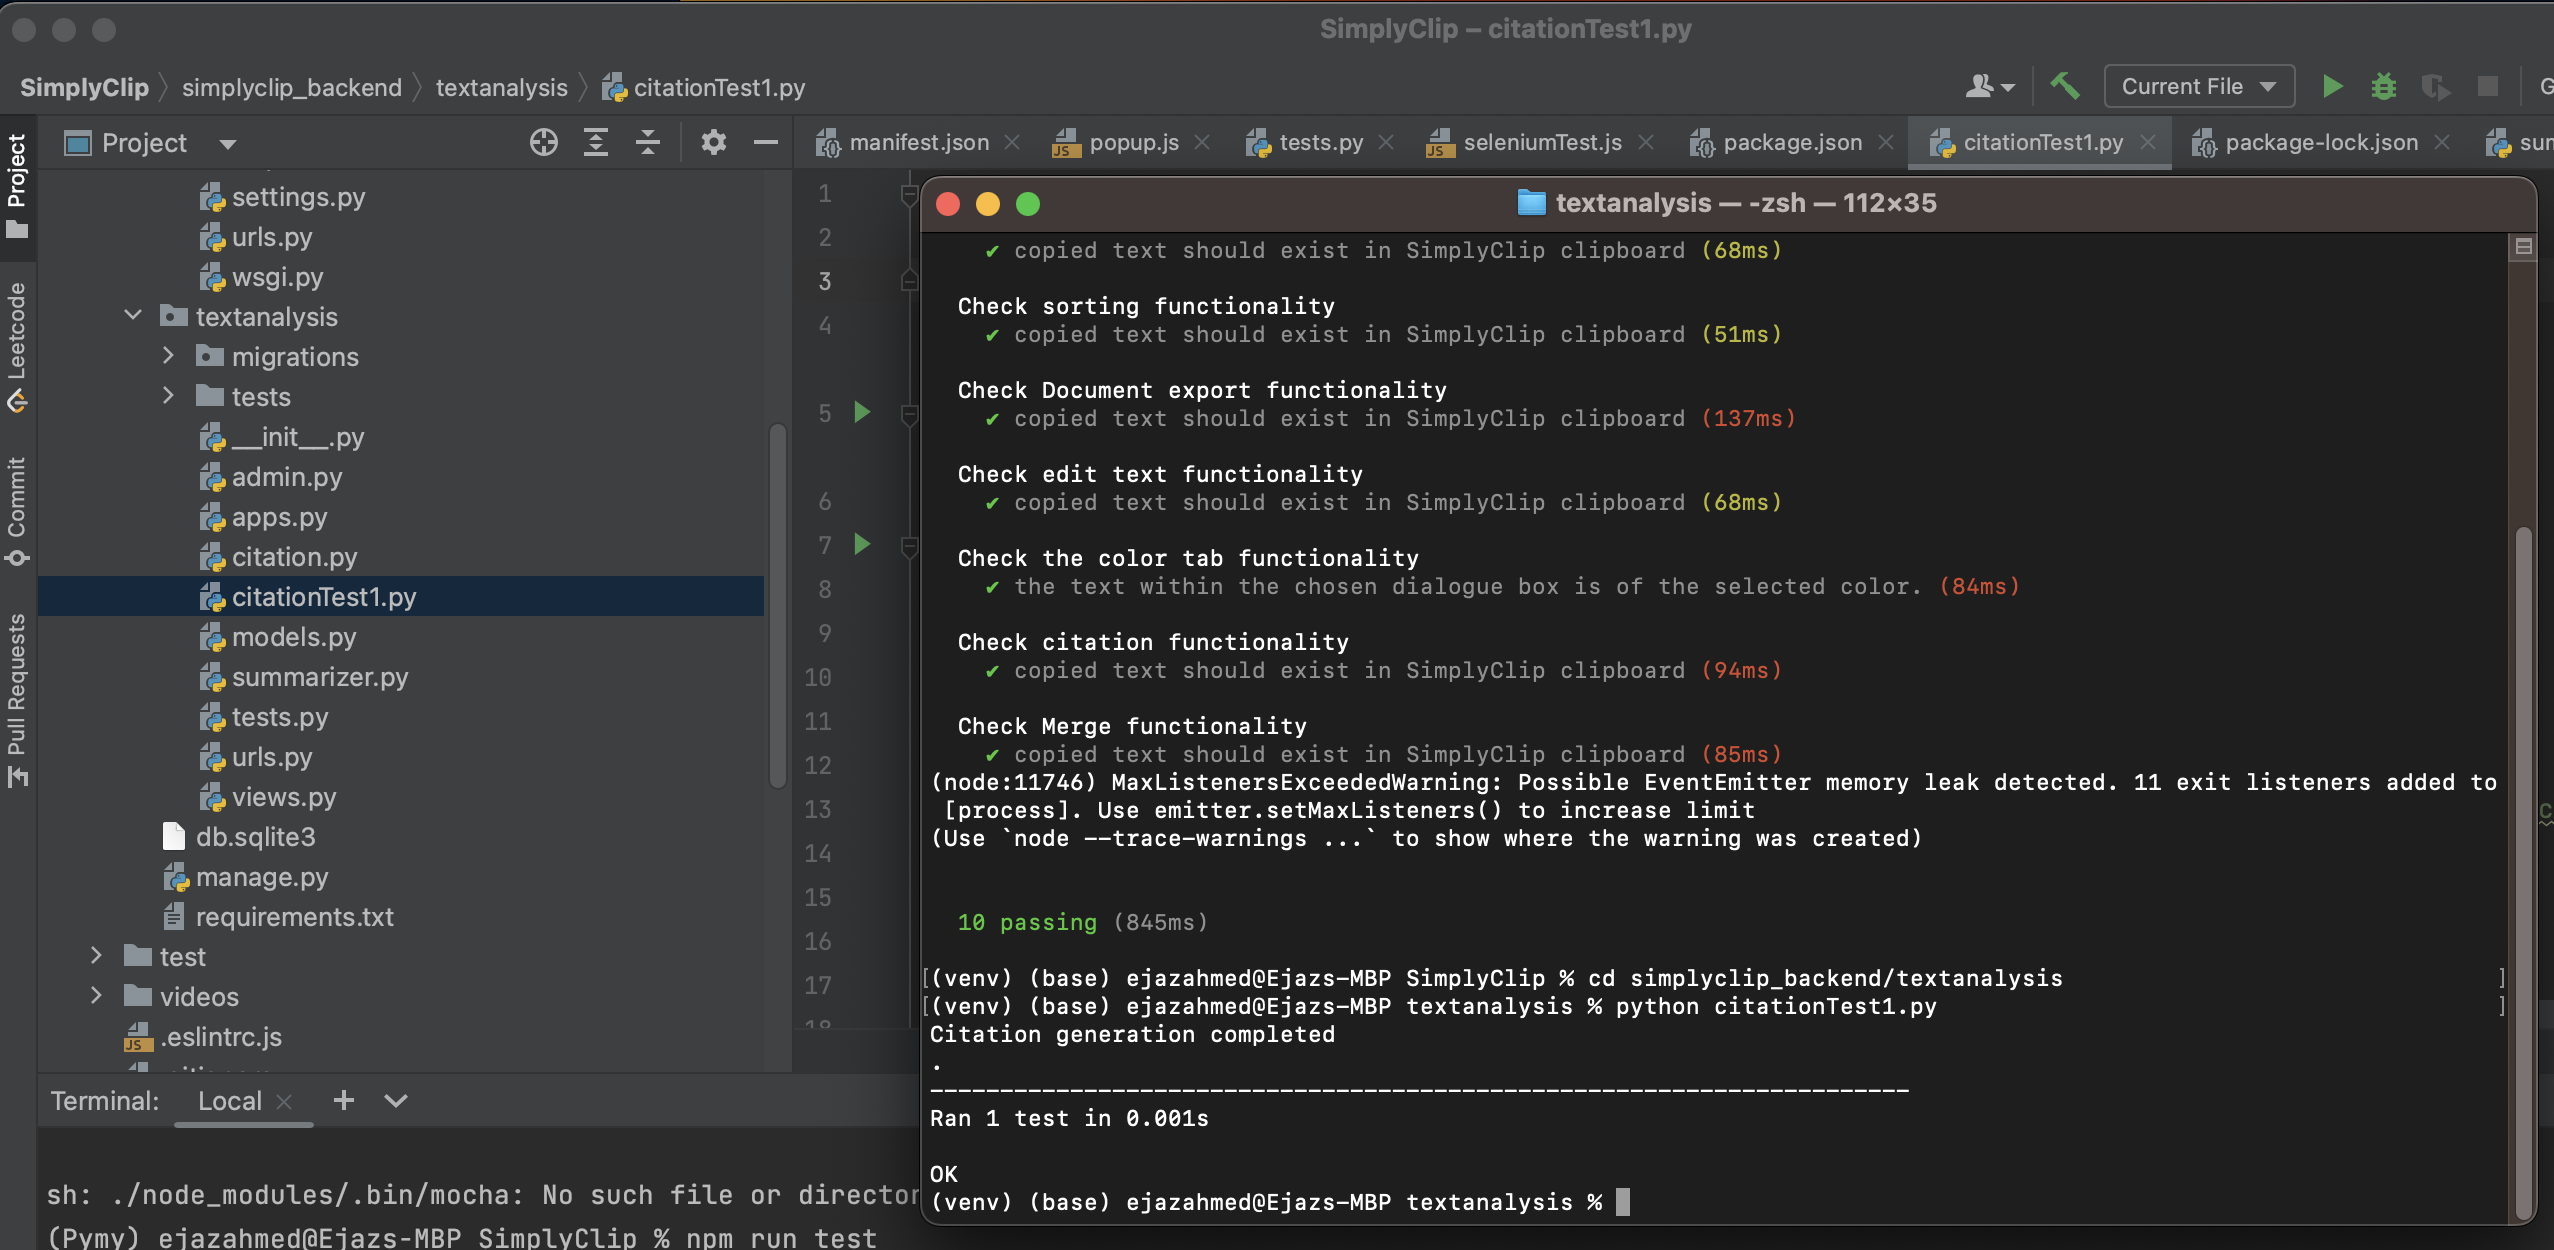 SimplyClip – citationTest1.py
SimplyClip simplyclip_backend textanalysis citationTest1.py
Current File
Project
manifest.json
popup.js
tests.py
seleniumTest.js
package.json
citationTest1.py
package-lock.json
Project
Leetcode
Commit
Pull Requests
settings.py
urls.py
wsgi.py
textanalysis
migrations
tests
__init__.py
admin.py
apps.py
citation.py
citationTest1.py
models.py
summarizer.py
tests.py
urls.py
views.py
db.sqlite3
manage.py
requirements.txt
test
videos
.eslintrc.js
1
2
3
4
5
6
7
8
9
10
11
12
13
14
15
16
17
18
textanalysis — -zsh — 112×35
✔ copied text should exist in SimplyClip clipboard (68ms)
Check sorting functionality
✔ copied text should exist in SimplyClip clipboard (51ms)
Check Document export functionality
✔ copied text should exist in SimplyClip clipboard (137ms)
Check edit text functionality
✔ copied text should exist in SimplyClip clipboard (68ms)
Check the color tab functionality
✔ the text within the chosen dialogue box is of the selected color. (84ms)
Check citation functionality
✔ copied text should exist in SimplyClip clipboard (94ms)
Check Merge functionality
✔ copied text should exist in SimplyClip clipboard (85ms)
(node:11746) MaxListenersExceededWarning: Possible EventEmitter memory leak detected. 11 exit listeners added to
[process]. Use emitter.setMaxListeners() to increase limit
(Use `node --trace-warnings ...` to show where the warning was created)
10 passing (845ms)
[(venv) (base) ejazahmed@Ejazs-MBP SimplyClip % cd simplyclip_backend/textanalysis ]
[(venv) (base) ejazahmed@Ejazs-MBP textanalysis % python citationTest1.py ]
Citation generation completed
.
----------------------------------------------------------------------
Ran 1 test in 0.001s
OK
(venv) (base) ejazahmed@Ejazs-MBP textanalysis %
Terminal: Local
sh: ./node_modules/.bin/mocha: No such file or director
(Pymy) ejazahmed@Ejazs-MBP SimplyClip % npm run test